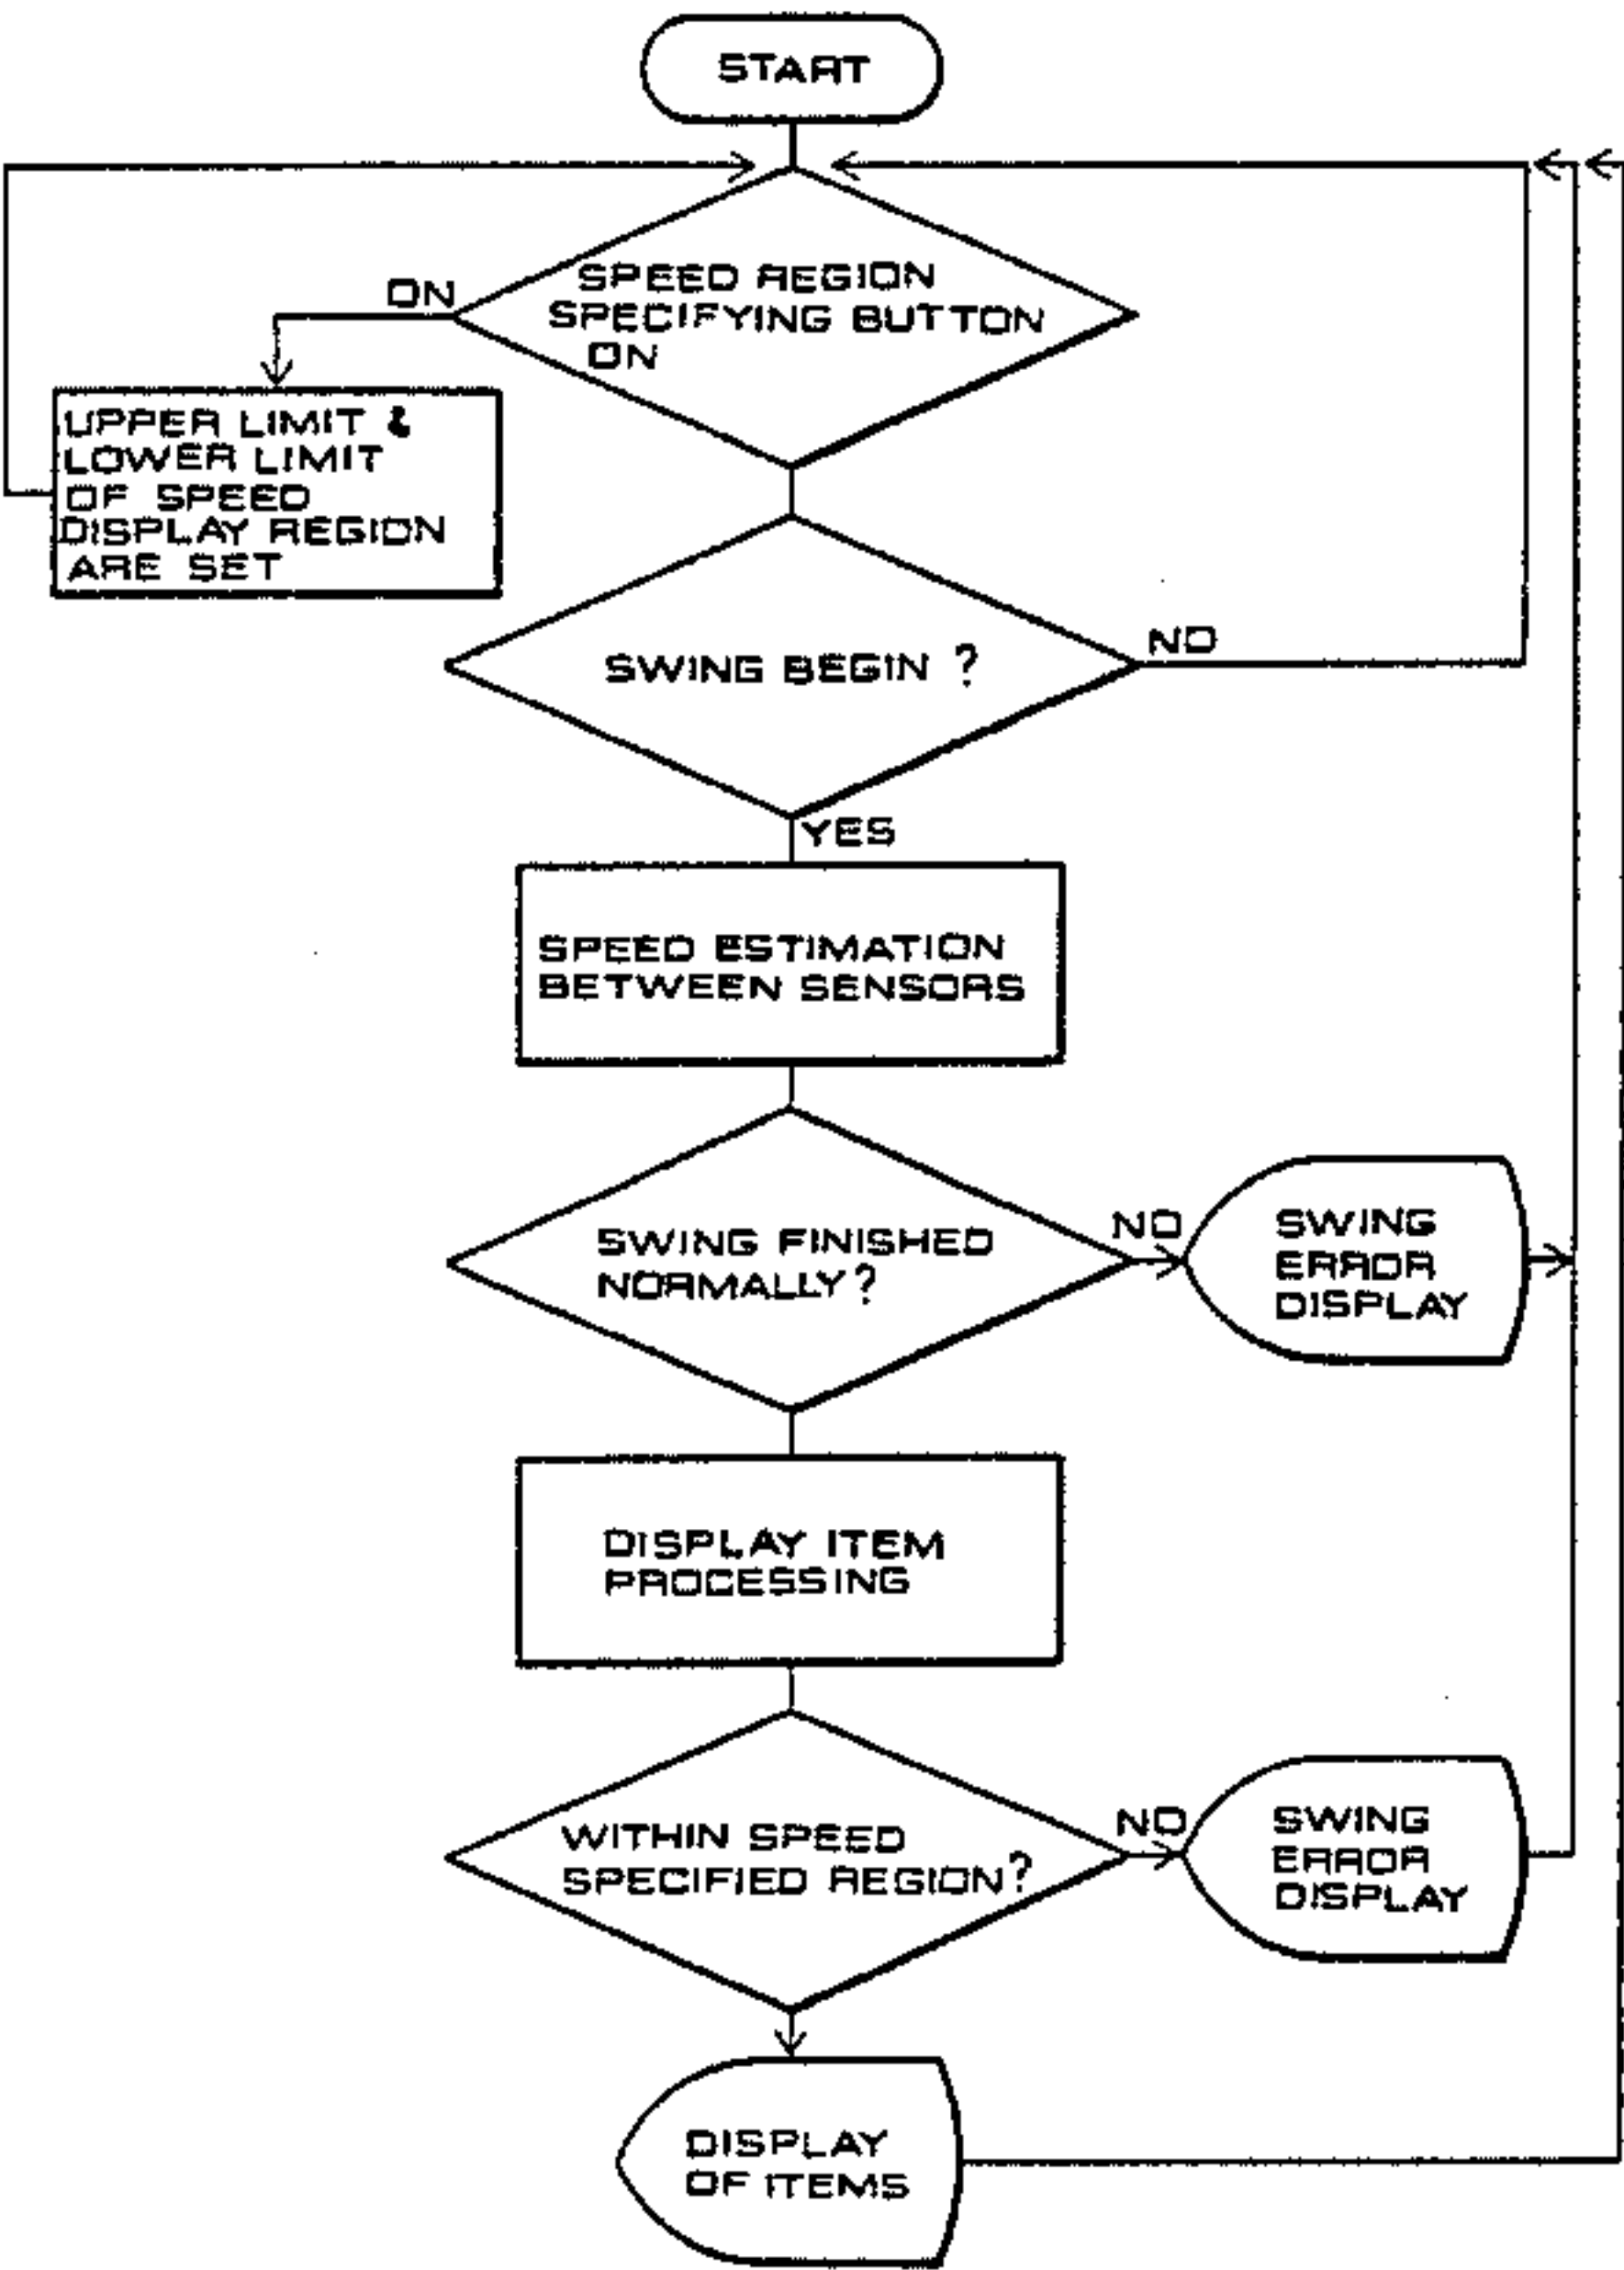 START
ON
SPEED REGION
SPECIFYING BUTTON
ON
UPPER LIMIT &
LOWER LIMIT
OF SPEED
DISPLAY REGION
ARE SET
SWING BEGIN ?
NO
YES
SPEED ESTIMATION
BETWEEN SENSORS
SWING FINISHED
NORMALLY?
NO
SWING
ERROR
DISPLAY
DISPLAY ITEM
PROCESSING
WITHIN SPEED
SPECIFIED REGION?
NO
SWING
ERROR
DISPLAY
DISPLAY
OF ITEMS